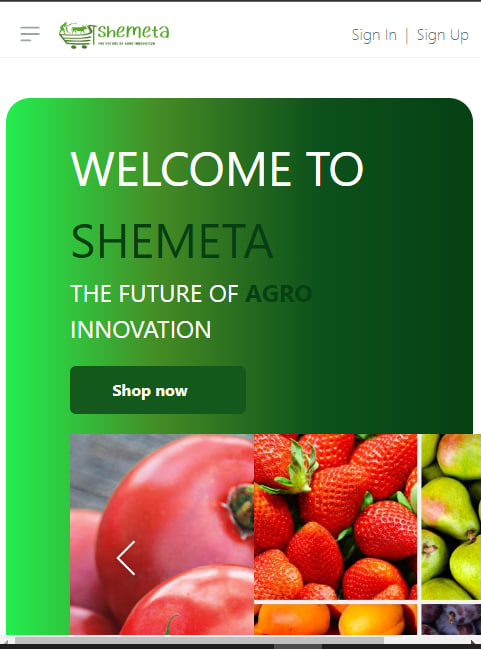 shemeta
THE FUTURE OF AGRO INNOVATION
Sign In | Sign Up
WELCOME TO
SHEMETA
THE FUTURE OF AGRO
INNOVATION
Shop now